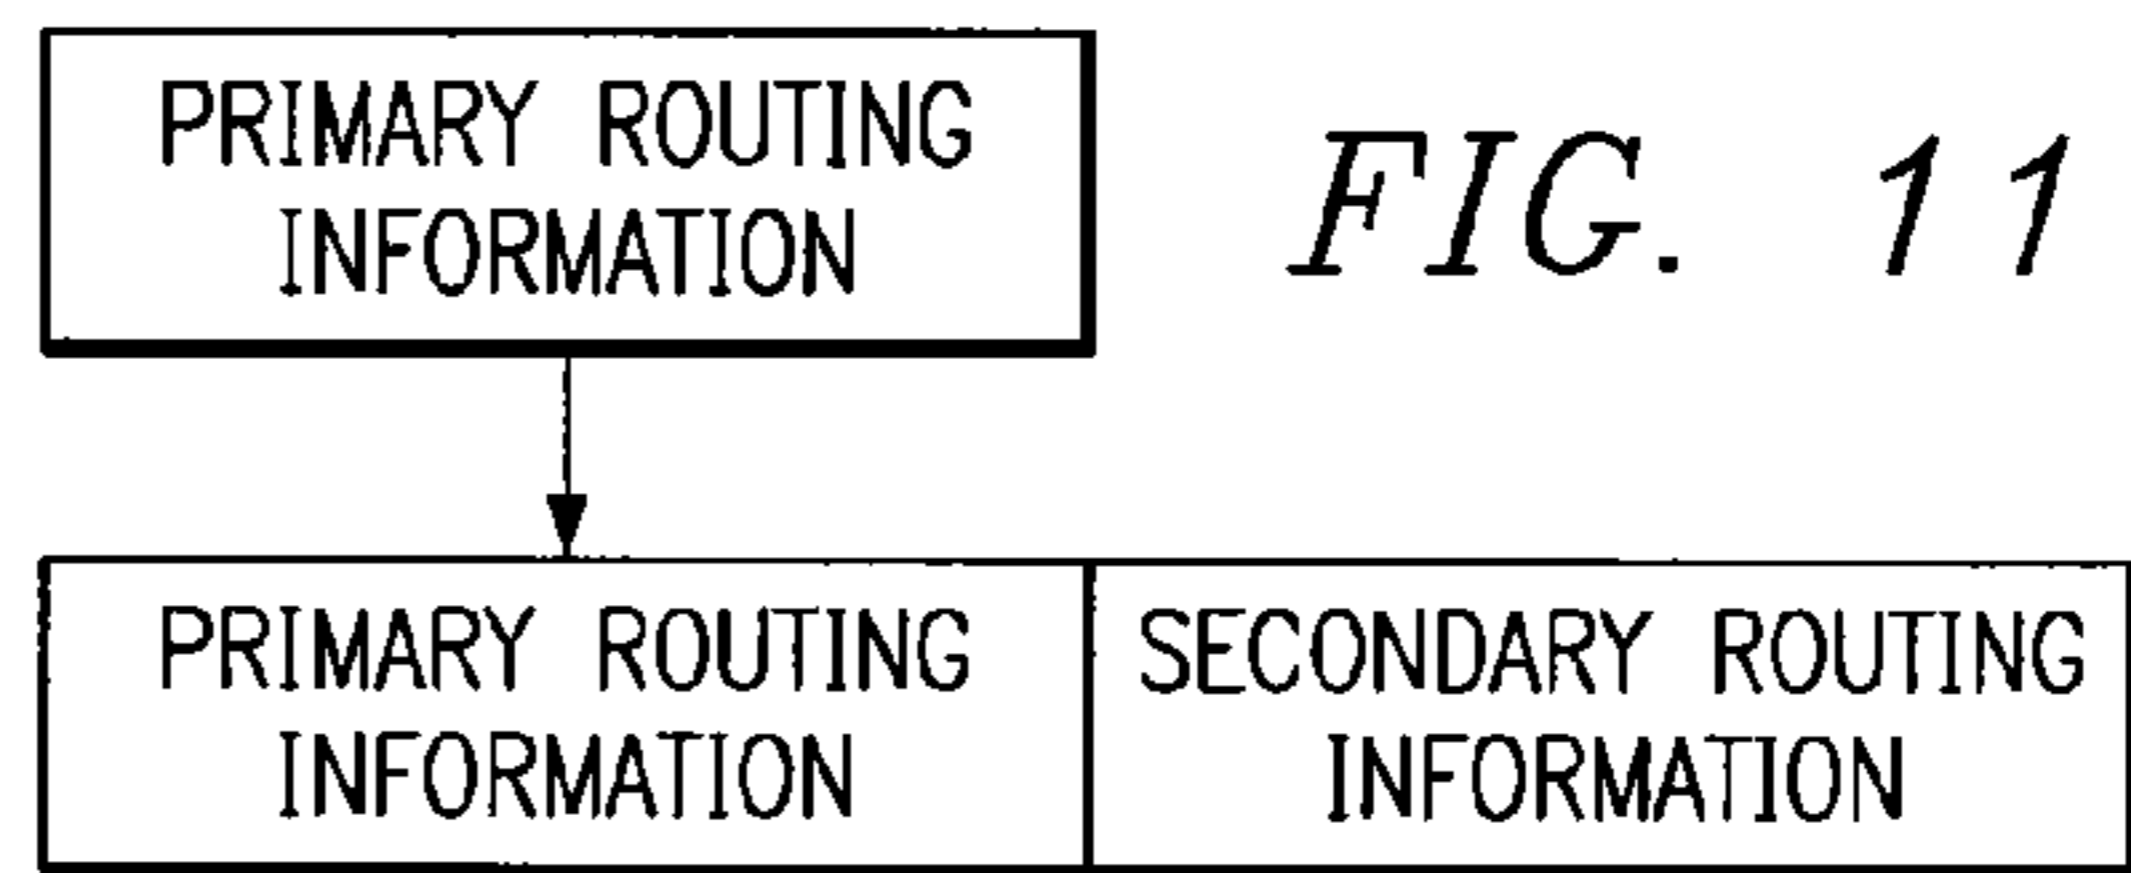 PRIMARY ROUTING
INFORMATION
FIG. 11
PRIMARY ROUTING
INFORMATION
SECONDARY ROUTING
INFORMATION